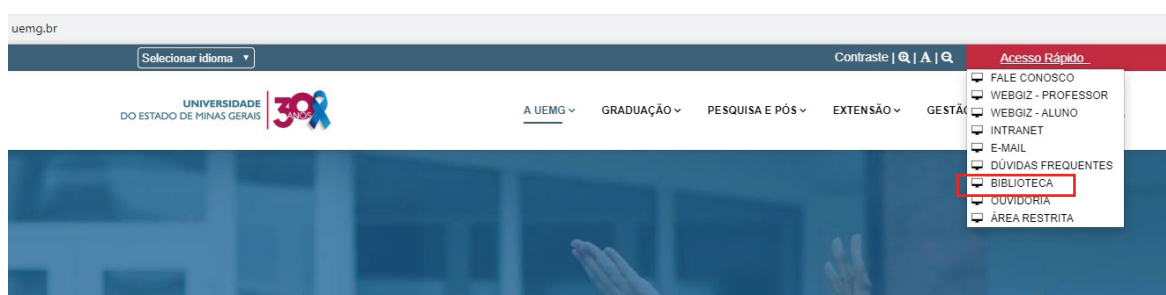 uemg.br
Selecionar idioma
Contraste | | A |
Acesso Rápido
UNIVERSIDADE
DO ESTADO DE MINAS GERAIS
30
ANOS
A UEMG
GRADUAÇÃO
PESQUISA E PÓS
EXTENSÃO
FALE CONOSCO
WEBGIZ - PROFESSOR
WEBGIZ - ALUNO
INTRANET
E-MAIL
DÚVIDAS FREQUENTES
BIBLIOTECA
OUVIDORIA
ÁREA RESTRITA